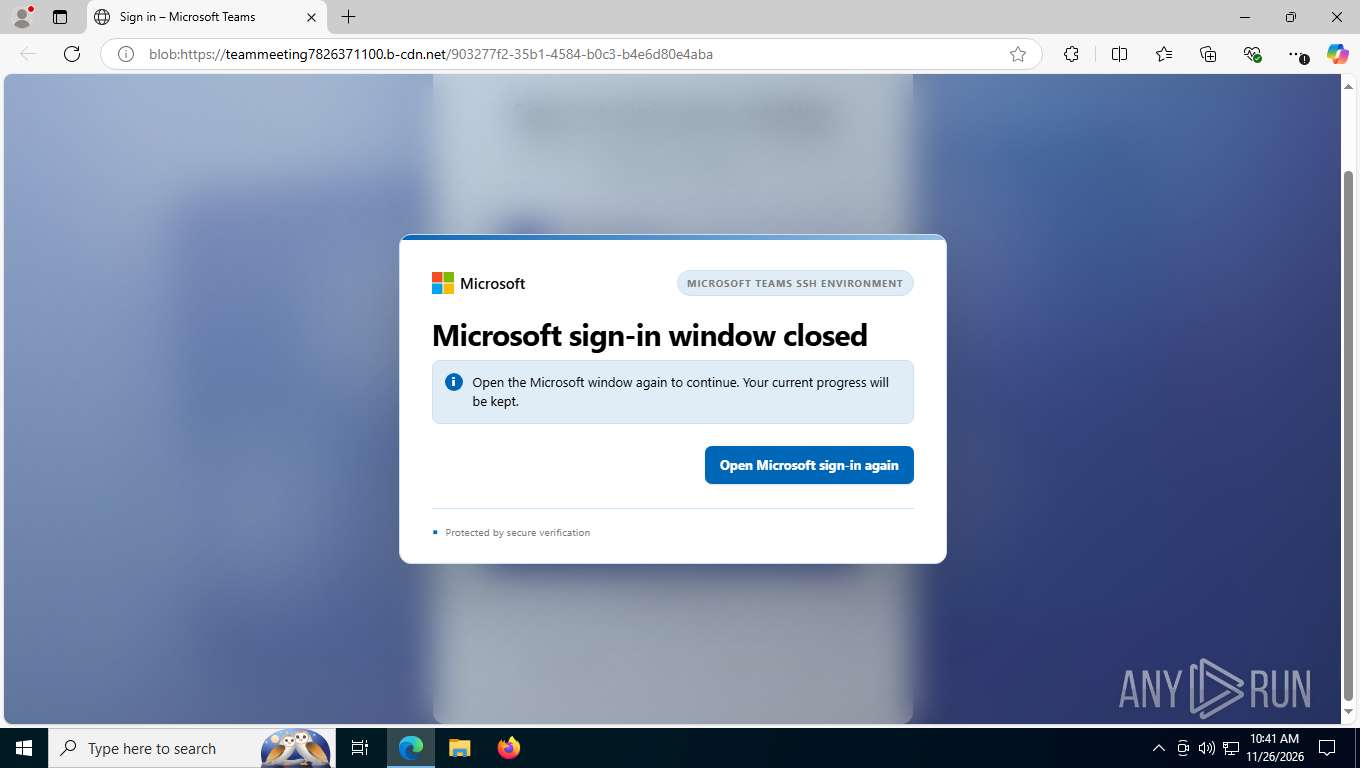 Sign in – Microsoft Teams
blob:https://teammeeting7826371100.b-cdn.net/903277f2-35b1-4584-b0c3-b4e6d80e4aba
Microsoft
MICROSOFT TEAMS SSH ENVIRONMENT
Microsoft sign-in window closed
Open the Microsoft window again to continue. Your current progress will
be kept.
Open Microsoft sign-in again
Protected by secure verification
ANY RUN
Type here to search
10:41 AM
11/26/2026